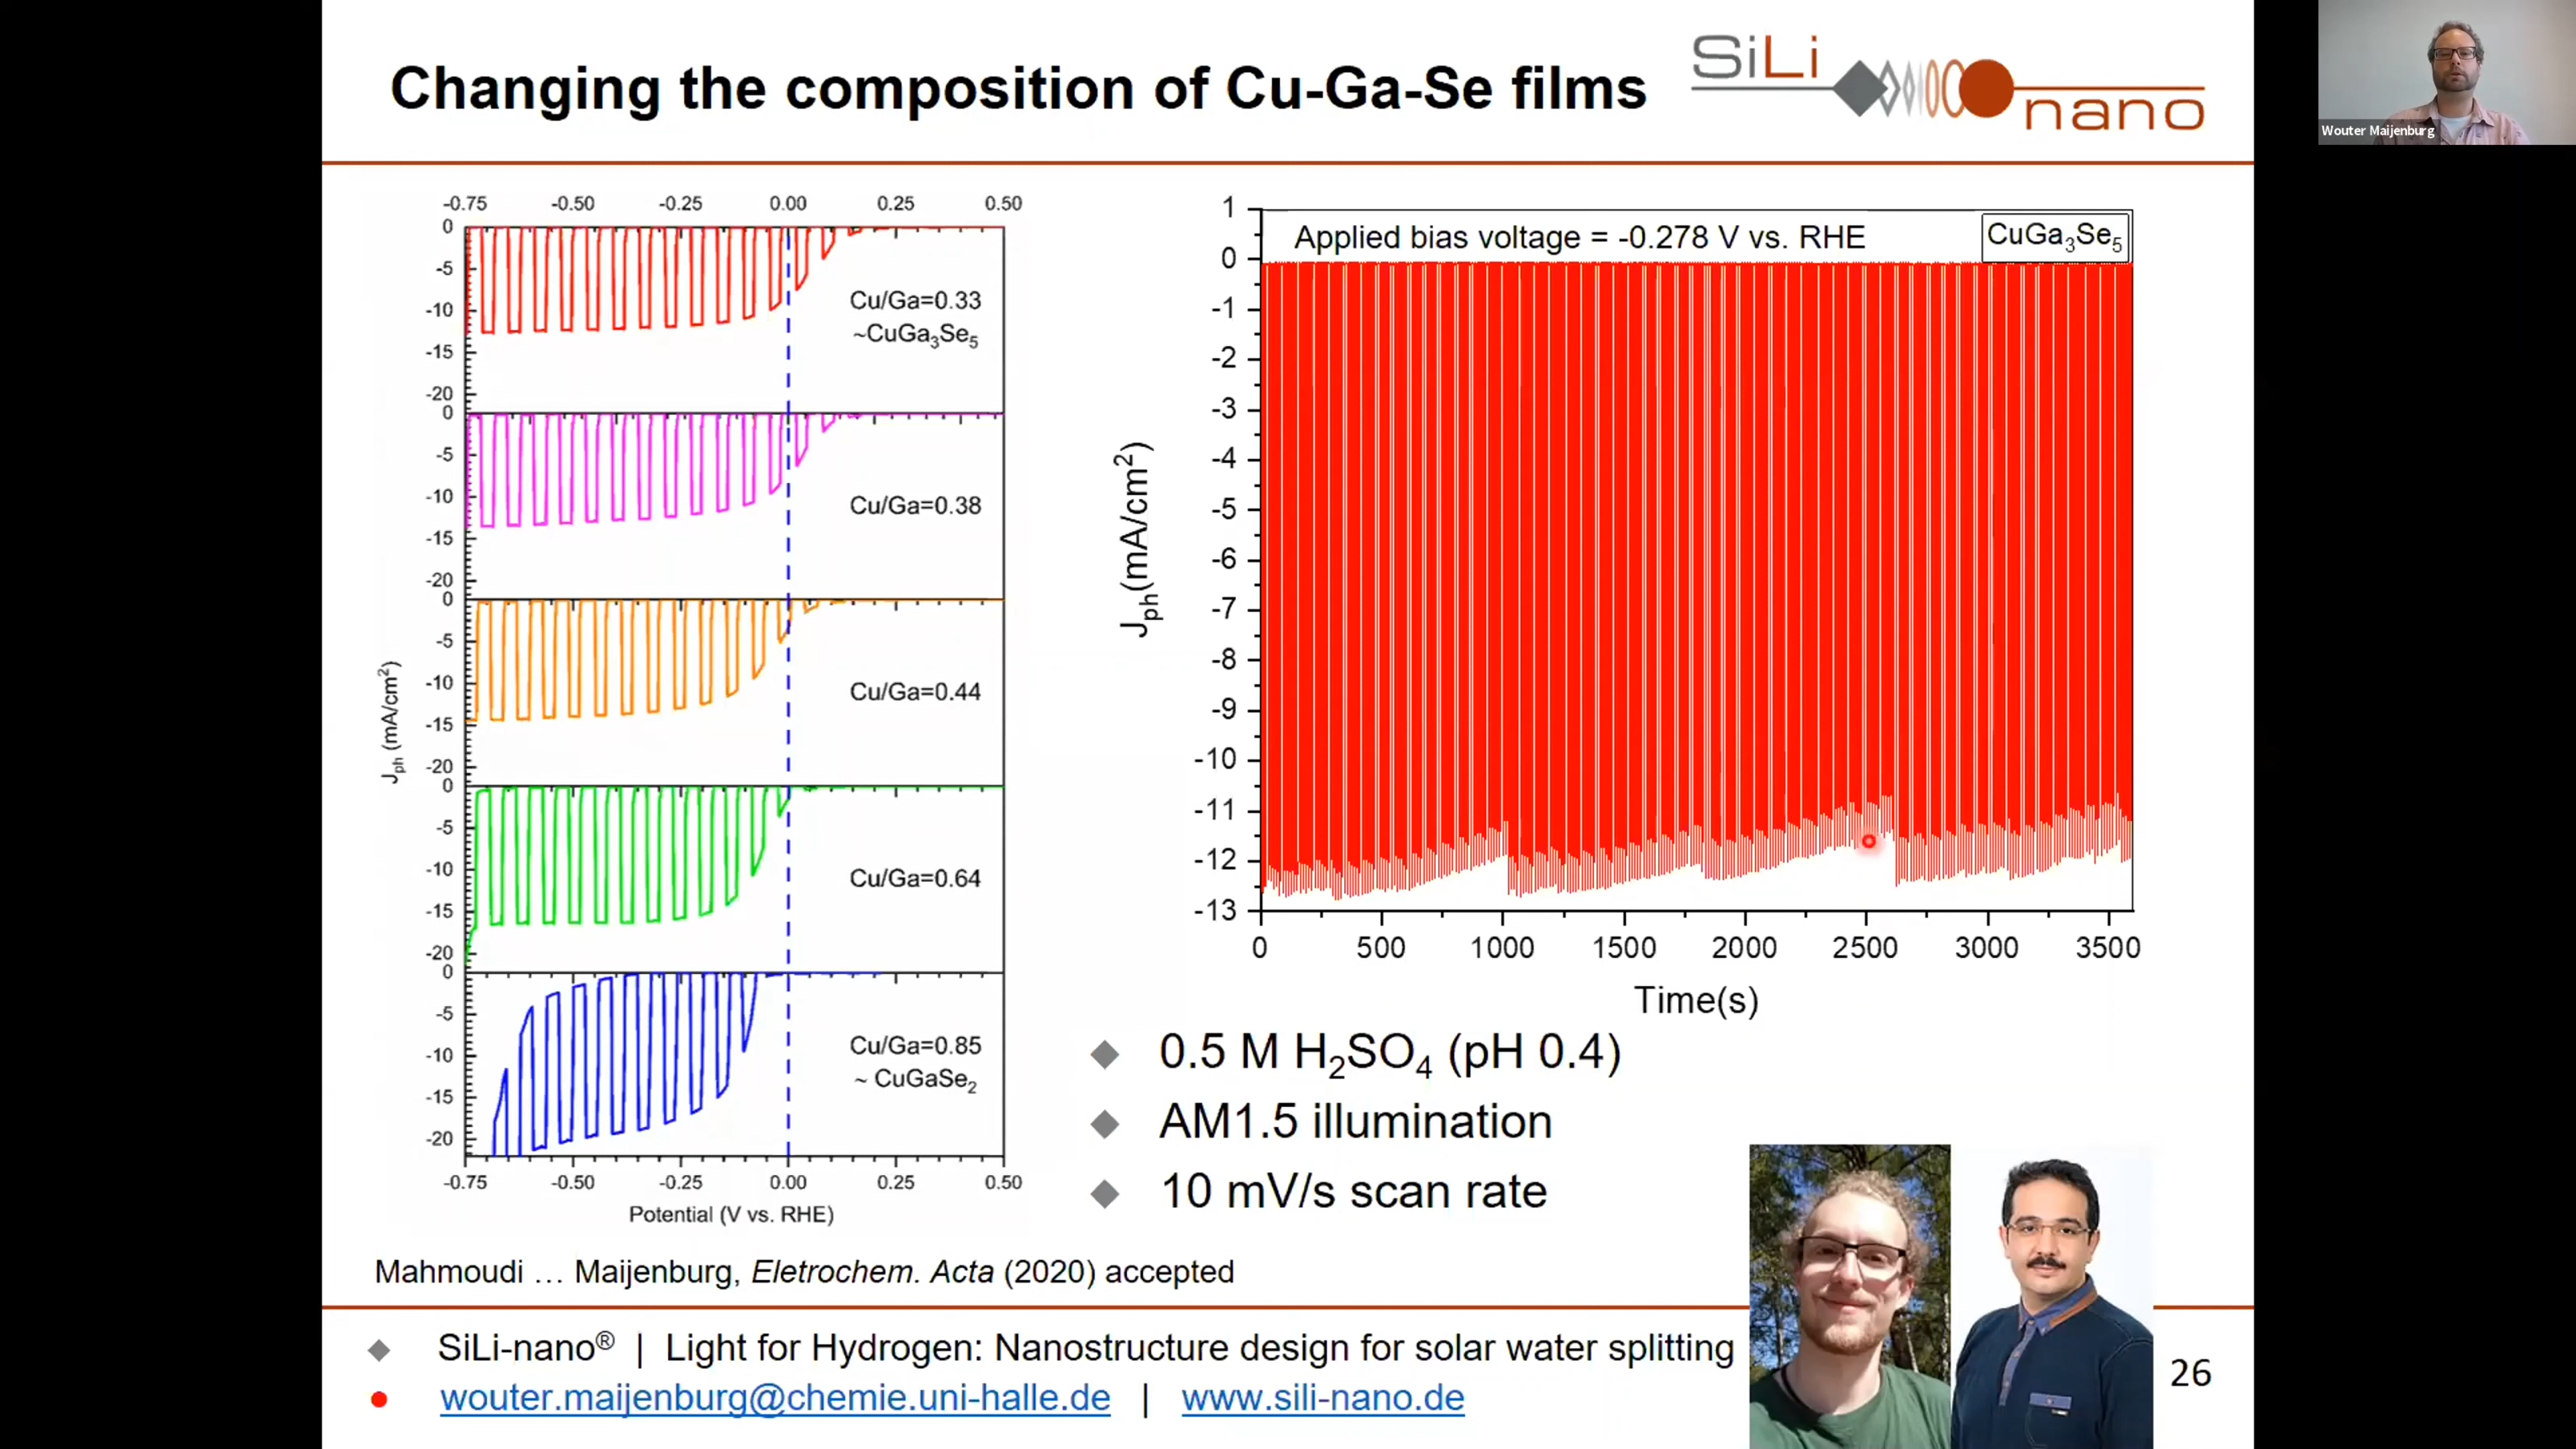 Changing the composition of Cu-Ga-Se films
SiLi
nano
Wouter Maijenburg
-0.75 -0.50 -0.25 0.00 0.25 0.50
0
-5
-10
-15
-20
Cu/Ga=0.33
~CuGa₃Se₅
0
-5
-10
-15
-20
Cu/Ga=0.38
0
-5
-10
-15
-20
Cu/Ga=0.44
0
-5
-10
-15
-20
Cu/Ga=0.64
0
-5
-10
-15
-20
Cu/Ga=0.85
~ CuGaSe₂
-0.75 -0.50 -0.25 0.00 0.25 0.50
Jph (mA/cm²)
Potential (V vs. RHE)
Applied bias voltage = -0.278 V vs. RHE
CuGa₃Se₅
1
0
-1
-2
-3
-4
-5
-6
-7
-8
-9
-10
-11
-12
-13
Jph(mA/cm²)
0 500 1000 1500 2000 2500 3000 3500
Time(s)
0.5 M H₂SO₄ (pH 0.4)
AM1.5 illumination
10 mV/s scan rate
Mahmoudi … Maijenburg, Eletrochem. Acta (2020) accepted
SiLi-nano® | Light for Hydrogen: Nanostructure design for solar water splitting
wouter.maijenburg@chemie.uni-halle.de | www.sili-nano.de
26